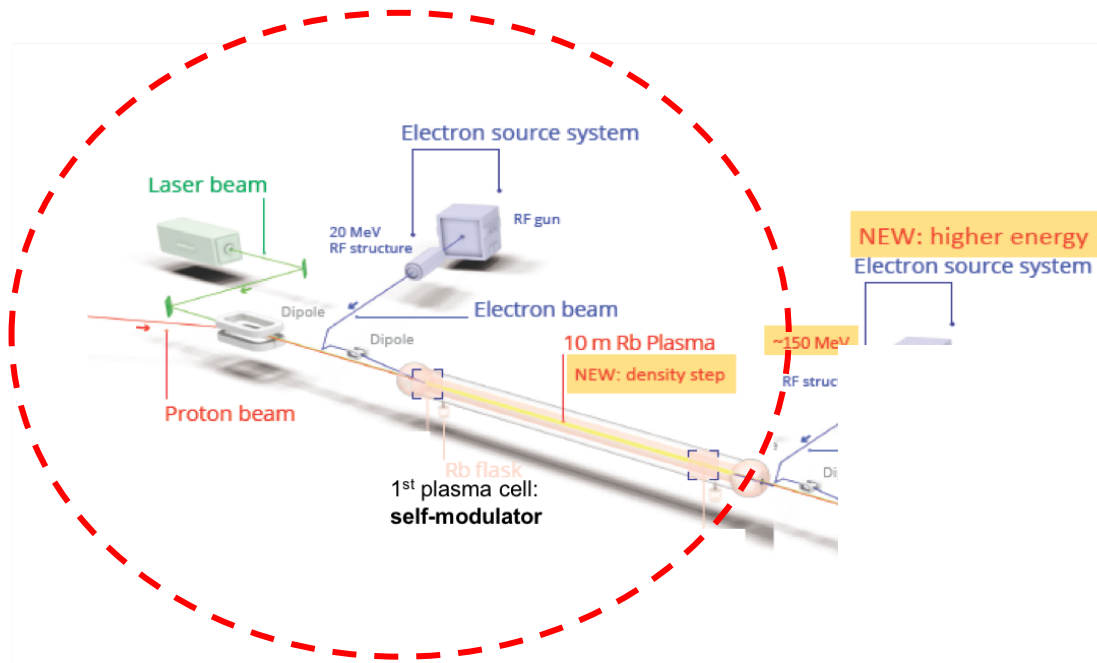 Electron source system
Laser beam
RF gun
20 MeV
RF structure
NEW: higher energy
Electron source system
Electron beam
Dipole
Dipole
10 m Rb Plasma
~150 MeV
NEW: density step
RF struct
Proton beam
Rb flask
1st plasma cell:
self-modulator